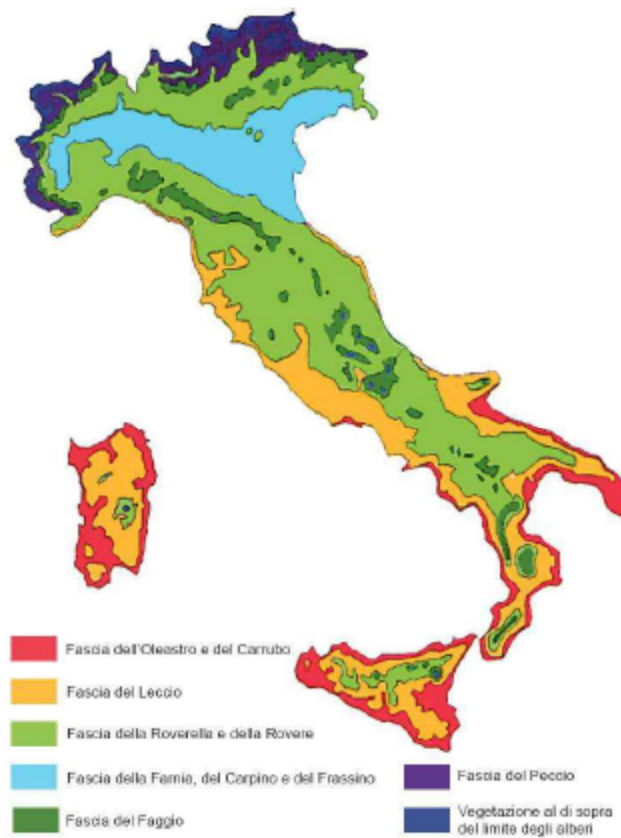 Fascia dell'Oleastro e del Carrubo
Fascia del Leccio
Fascia della Roverella e della Rovere
Fascia della Farnia, del Carpino e del Frassino
Fascia del Faggio
Fascia del Peccio
Vegetazione al di sopra
del limite degli alberi